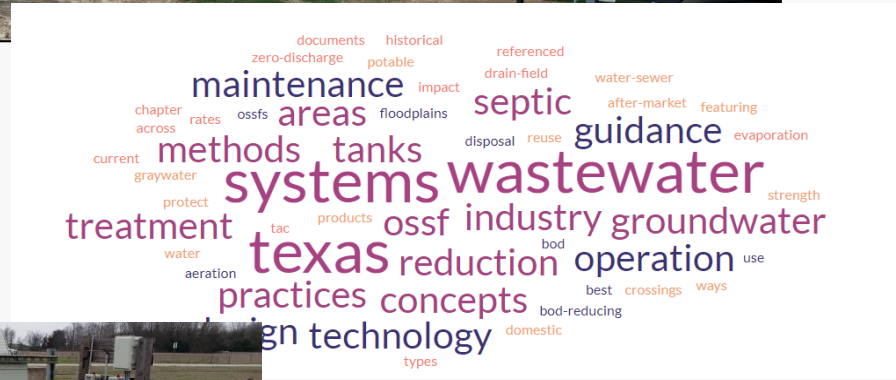 documents historical
referenced
zero-discharge potable
drain-field water-sewer
maintenance impact
septic after-market featuring
chapter rates ossfs areas floodplains
across guidance evaporation
disposal reuse
current methods tanks
graywater systems wastewater
protect strength
treatment tac products ossf industry groundwater
water texas bod
reduction operation use
aeration
practices concepts best crossings ways
bod-reducing
technology domestic
types